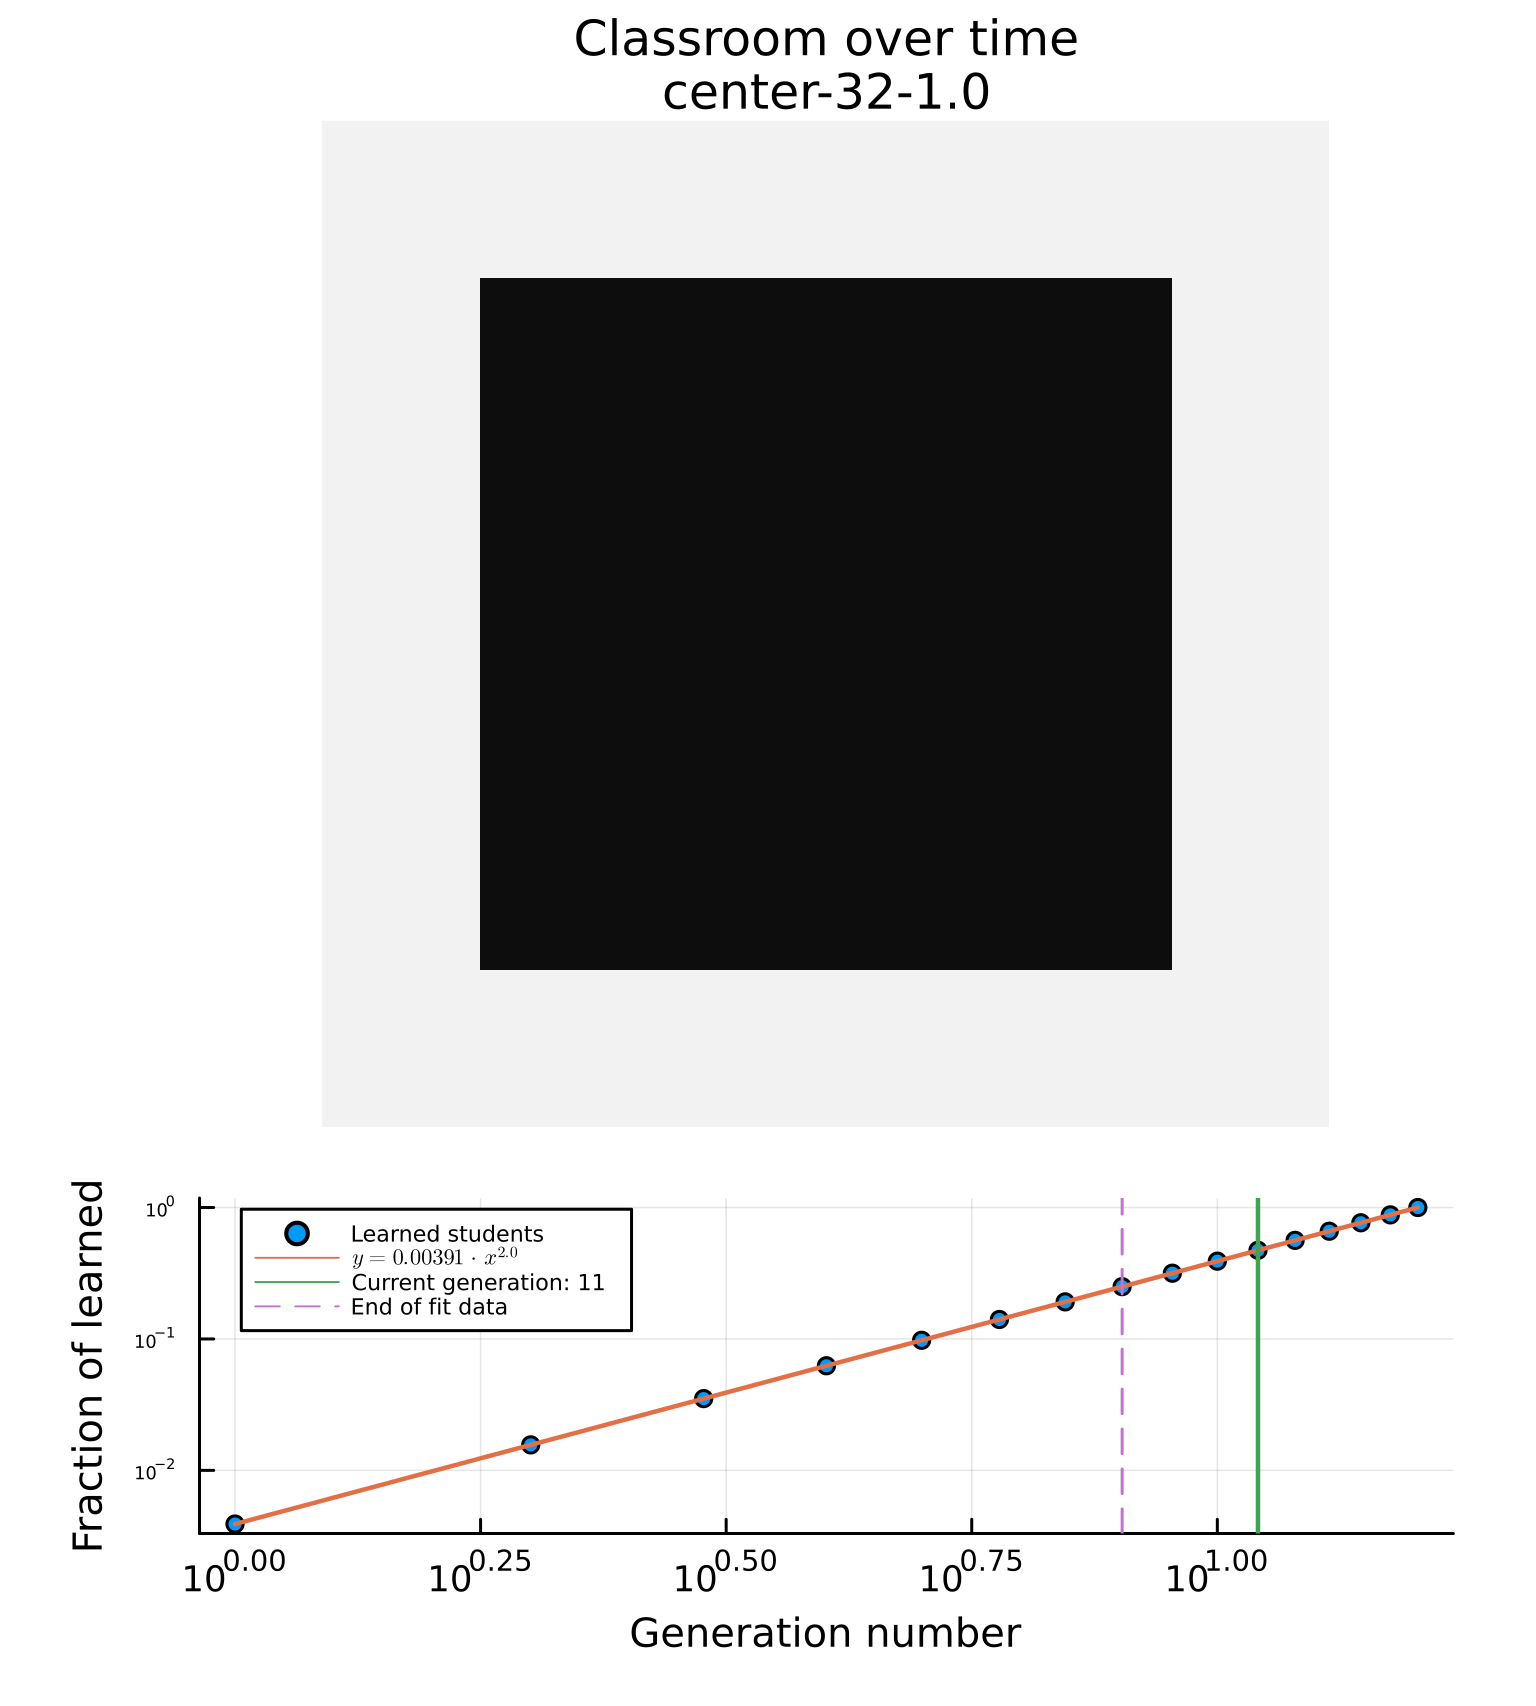 Classroom over time
center-32-1.0
Fraction of learned
10⁰
10⁻¹
10⁻²
Learned students
y = 0.00391 · x^{2.0}
Current generation: 11
End of fit data
10^{0.00} 10^{0.25} 10^{0.50} 10^{0.75} 10^{1.00}
Generation number